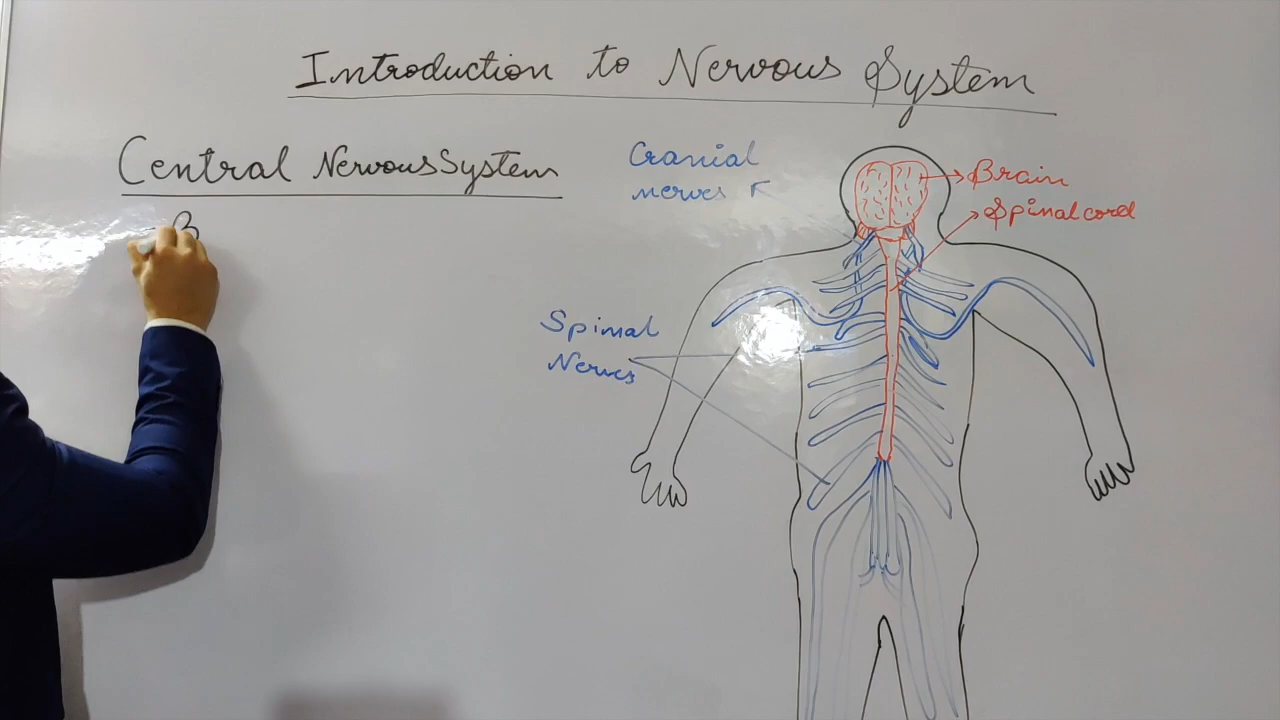 Introduction to Nervous System
Central Nervous System
B
Cranial
nerves
Brain
Spinal cord
Spinal
Nerves